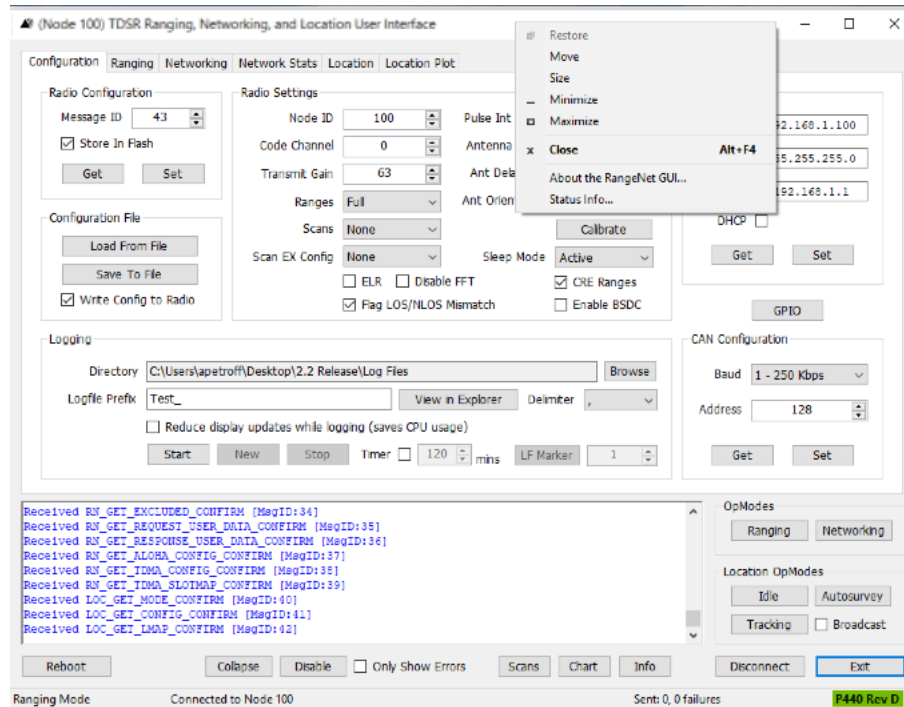 (Node 100) TDSR Ranging, Networking, and Location User Interface
Restore
Move
Size
Minimize
Maximize
Close Alt+F4
About the RangeNet GUI...
Status Info...
Configuration Ranging Networking Network Stats Location Location Plot
Radio Configuration
Message ID 43
Store In Flash
Get Set
Configuration File
Load From File
Save To File
Write Config to Radio
Radio Settings
Node ID 100 Pulse Int
Code Channel 0 Antenna
Transmit Gain 63 Ant Dela
Ranges Full Ant Orien
Scans None Calibrate
Scan EX Config None Sleep Mode Active
ELR Disable FFT CRE Ranges
Flag LOS/NLOS Mismatch Enable BSDC
92.168.1.100
55.255.255.0
192.168.1.1
DHCP
Get Set
GPIO
Logging
Directory C:\Users\apetroff\Desktop\2.2 Release\Log Files Browse
Logfile Prefix Test_ View in Explorer Delimiter ,
Reduce display updates while logging (saves CPU usage)
Start New Stop Timer 120 mins LF Marker 1
CAN Configuration
Baud 1 - 250 Kbps
Address 128
Get Set
Received RN_GET_EXCLUDED_CONFIRM [MsgID:34]
Received RN_GET_REQUEST_USER_DATA_CONFIRM [MsgID:35]
Received RN_GET_RESPONSE_USER_DATA_CONFIRM [MsgID:36]
Received RN_GET_ALOHA_CONFIG_CONFIRM [MsgID:37]
Received RN_GET_TDMA_CONFIG_CONFIRM [MsgID:38]
Received RN_GET_TDMA_SLOTMAP_CONFIRM [MsgID:39]
Received LOC_GET_MODE_CONFIRM [MsgID:40]
Received LOC_GET_CONFIG_CONFIRM [MsgID:41]
Received LOC_GET_LMAP_CONFIRM [MsgID:42]
OpModes
Ranging Networking
Location OpModes
Idle Autosurvey
Tracking Broadcast
Reboot Collapse Disable Only Show Errors Scans Chart Info Disconnect Exit
Ranging Mode Connected to Node 100 Sent: 0, 0 failures P440 Rev D